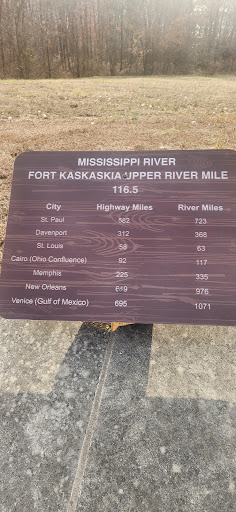 MISSISSIPPI RIVER
FORT KASKASKIA-UPPER RIVER MILE
116.5
City Highway Miles River Miles
St. Paul 582 723
Davenport 312 368
St. Louis 58 63
Cairo (Ohio Confluence) 92 117
Memphis 225 335
New Orleans 619 976
Venice (Gulf of Mexico) 695 1071